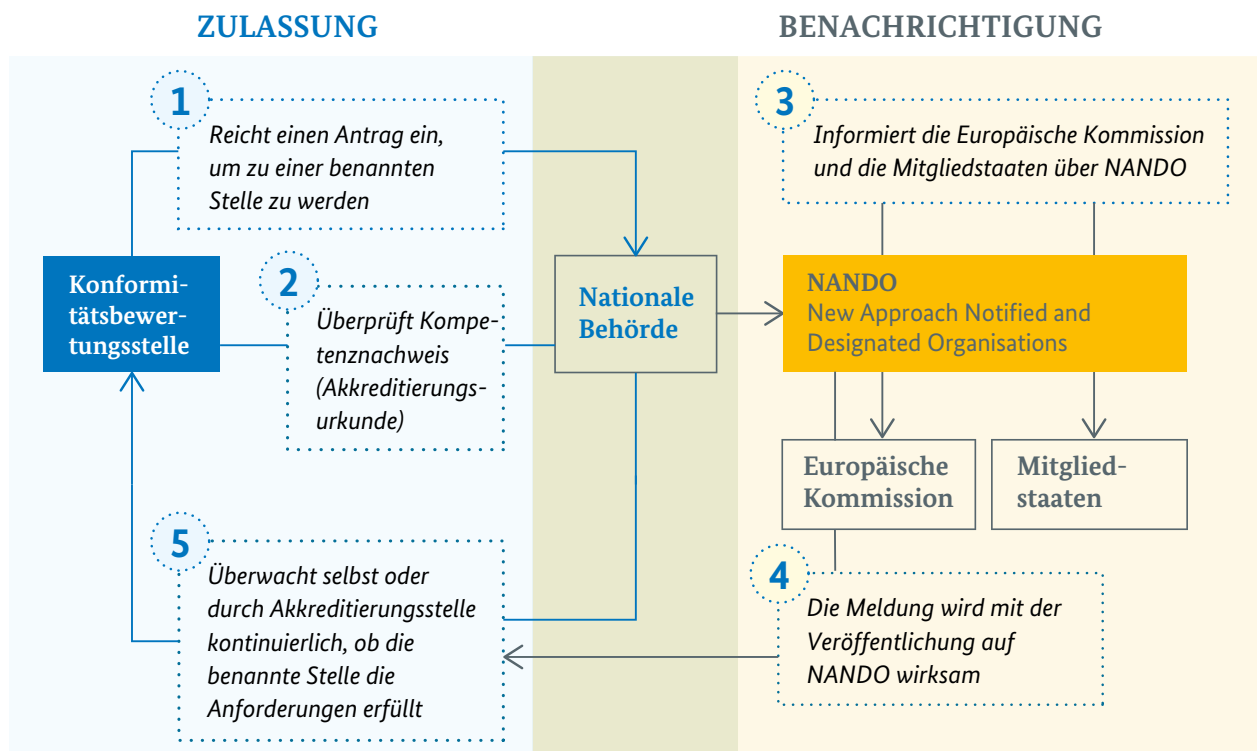 ZULASSUNG
BENACHRICHTIGUNG
1
Reicht einen Antrag ein,
um zu einer benannten
Stelle zu werden
3
Informiert die Europäische Kommission
und die Mitgliedstaaten über NANDO
Konformi-
tätsbewer-
tungsstelle
2
Überprüft Kompe-
tenznachweis
(Akkreditierungs-
urkunde)
Nationale
Behörde
NANDO
New Approach Notified and
Designated Organisations
Europäische
Kommission
Mitglied-
staaten
5
Überwacht selbst oder
durch Akkreditierungsstelle
kontinuierlich, ob die
benannte Stelle die
Anforderungen erfüllt
4
Die Meldung wird mit der
Veröffentlichung auf
NANDO wirksam